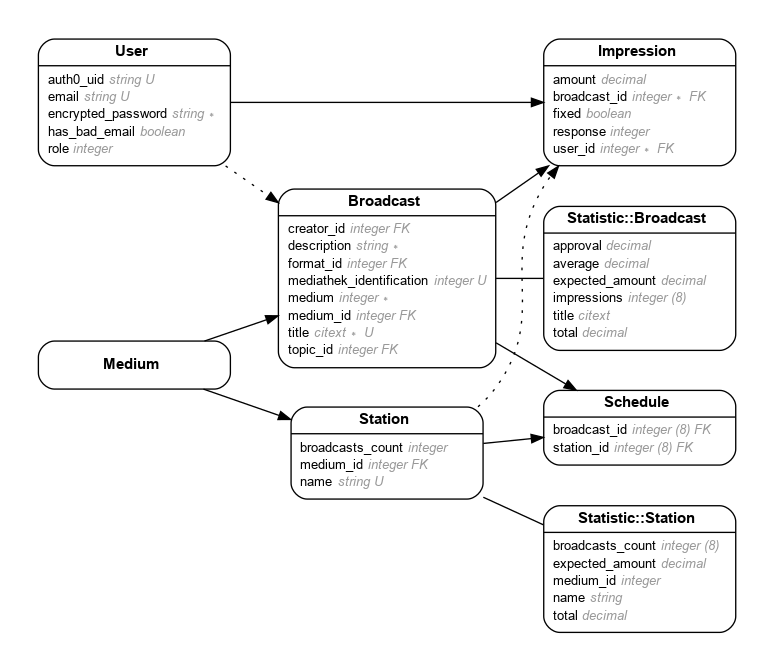 User
auth0_uid string U
email string U
encrypted_password string *
has_bad_email boolean
role integer
Impression
amount decimal
broadcast_id integer * FK
fixed boolean
response integer
user_id integer * FK
Broadcast
creator_id integer FK
description string *
format_id integer FK
mediathek_identification integer U
medium integer *
medium_id integer FK
title citext * U
topic_id integer FK
Statistic::Broadcast
approval decimal
average decimal
expected_amount decimal
impressions integer (8)
title citext
total decimal
Medium
Station
broadcasts_count integer
medium_id integer FK
name string U
Schedule
broadcast_id integer (8) FK
station_id integer (8) FK
Statistic::Station
broadcasts_count integer (8)
expected_amount decimal
medium_id integer
name string
total decimal